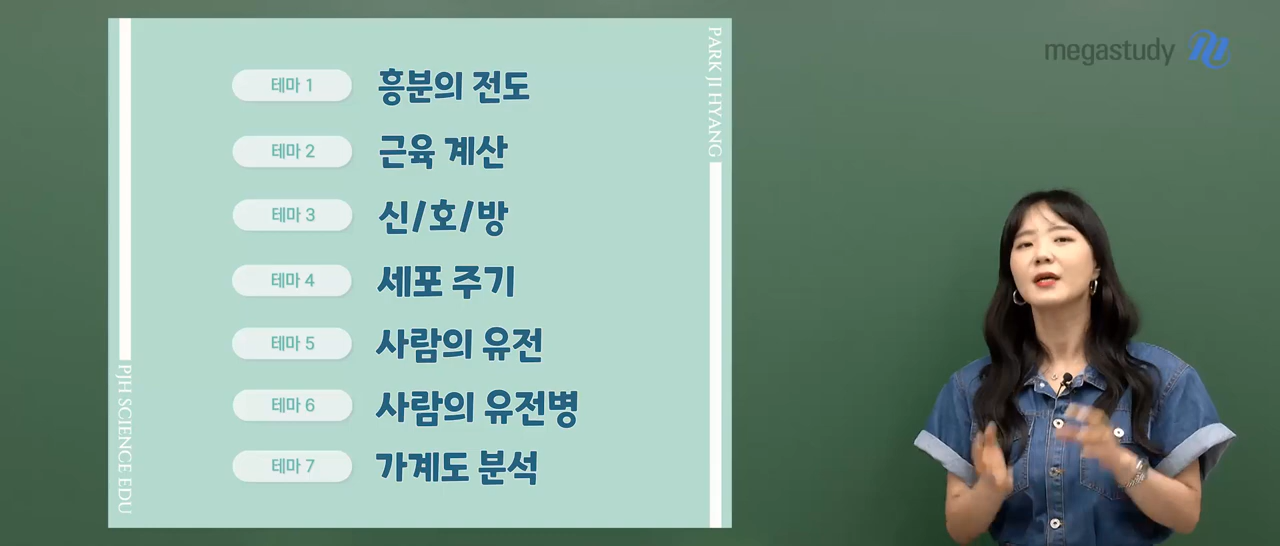 테마 1 흥분의 전도
테마 2 근육 계산
테마 3 신/호/방
테마 4 세포 주기
테마 5 사람의 유전
테마 6 사람의 유전병
테마 7 가계도 분석
PARK JI HYANG
PJH SCIENCE EDU
megastudy